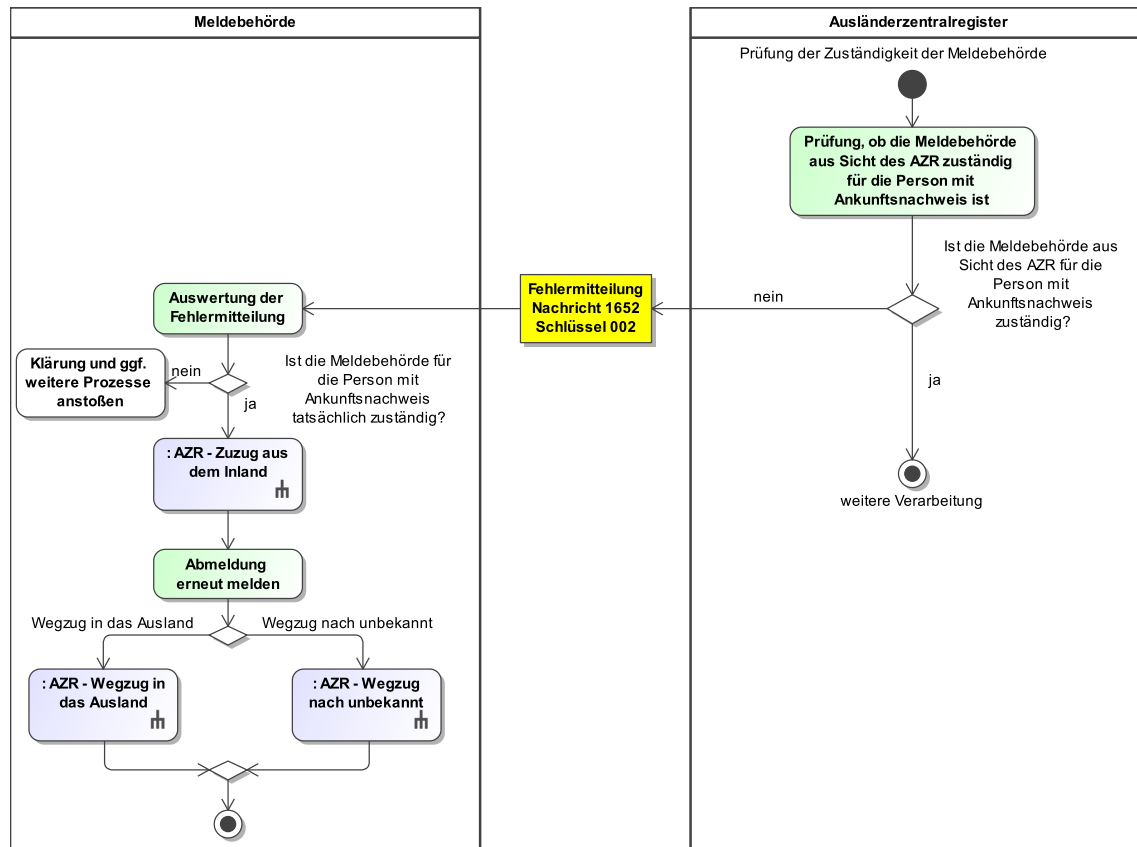 Meldebehörde
Ausländerzentralregister
Prüfung der Zuständigkeit der Meldebehörde
Prüfung, ob die Meldebehörde
aus Sicht des AZR zuständig
für die Person mit
Ankunftsnachweis ist
Ist die Meldebehörde aus
Sicht des AZR für die
Person mit
Ankunftsnachweis
zuständig?
nein
ja
weitere Verarbeitung
Fehlermitteilung
Nachricht 1652
Schlüssel 002
Auswertung der
Fehlermitteilung
Ist die Meldebehörde für
die Person mit
Ankunftsnachweis
tatsächlich zuständig?
nein
Klärung und ggf.
weitere Prozesse
anstoßen
ja
: AZR - Zuzug aus
dem Inland
Abmeldung
erneut melden
Wegzug in das Ausland
Wegzug nach unbekannt
: AZR - Wegzug in
das Ausland
: AZR - Wegzug
nach unbekannt